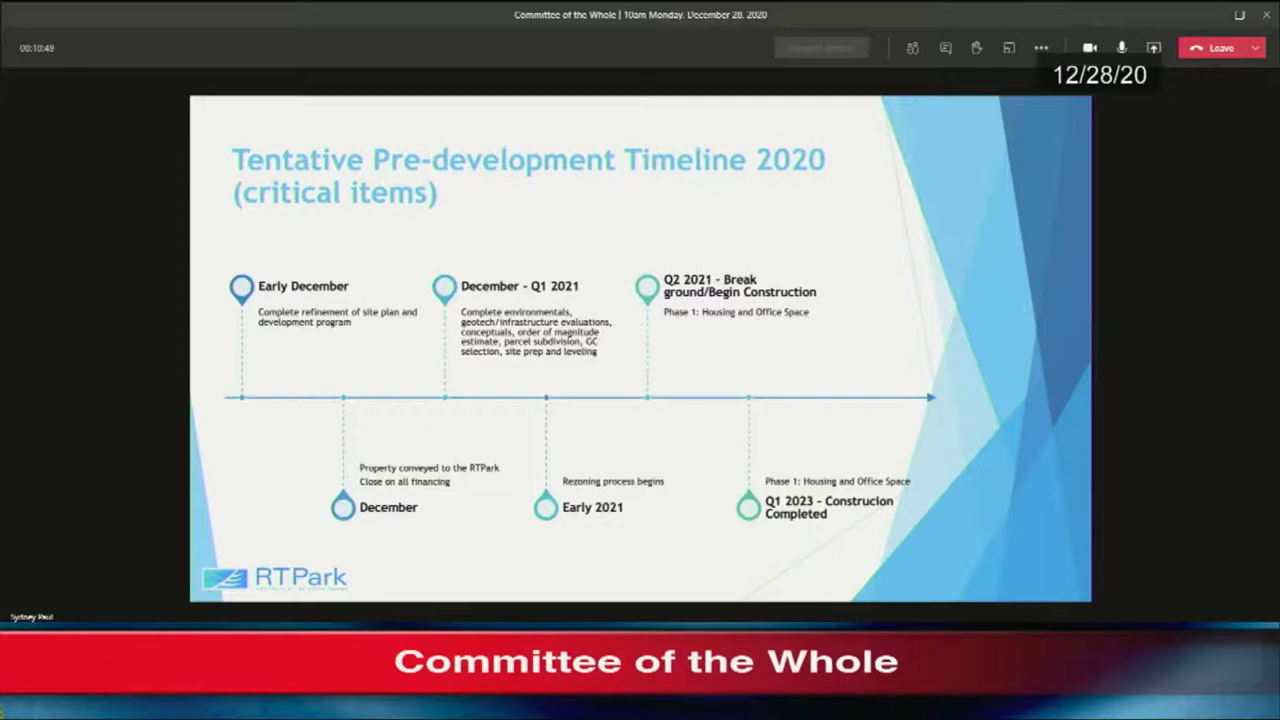 Committee of the Whole | 10am Monday, December 28, 2020
Leave
12/28/20
Tentative Pre-development Timeline 2020
(critical items)
Early December
Complete refinement of site plan and
development program
December - Q1 2021
Complete environmentals,
geotech/infrastructure evaluations,
conceptuals, order of magnitude
estimate, parcel subdivision, GC
selection, site prep and leveling
Q2 2021 - Break
ground/Begin Construction
Phase 1: Housing and Office Space
Property conveyed to the RTPark
Close on all financing
December
Rezoning process begins
Early 2021
Phase 1: Housing and Office Space
Q1 2023 - Construcion
Completed
RTPark
Sydney Paul
Committee of the Whole